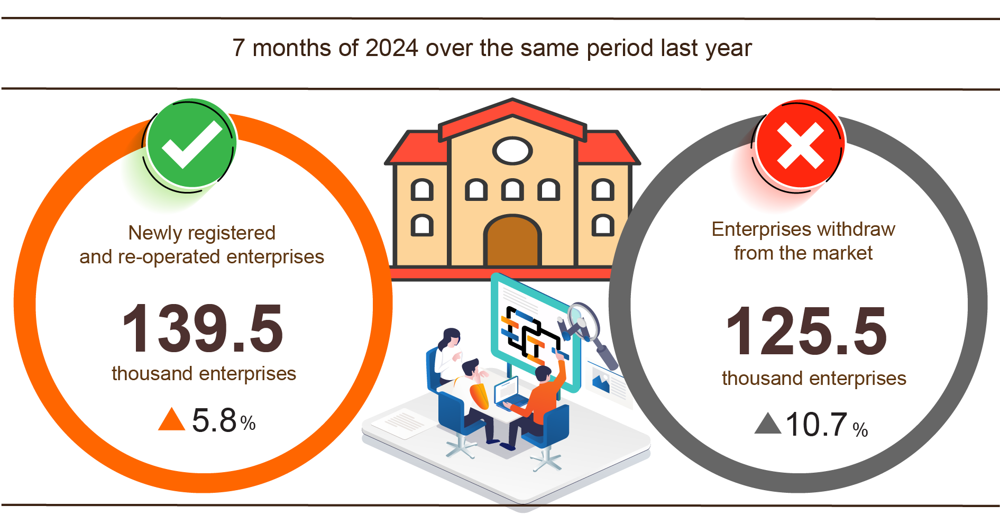 7 months of 2024 over the same period last year
Newly registered
and re-operated enterprises
139.5
thousand enterprises
5.8 %
Enterprises withdraw
from the market
125.5
thousand enterprises
10.7 %